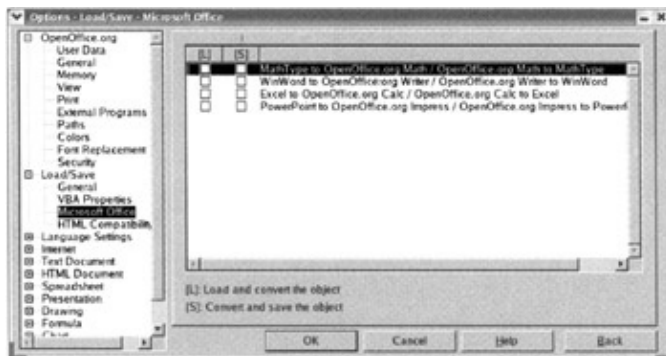 Options - Load/Save - Microsoft Office
OpenOffice.org
User Data
General
Memory
View
Print
External Programs
Paths
Colors
Font Replacement
Security
Load/Save
General
VBA Properties
Microsoft Office
HTML Compatibility
Language Settings
Internet
Text Document
HTML Document
Spreadsheet
Presentation
Drawing
Formula
Chart
[L] [S]
MathType to OpenOffice.org Math / OpenOffice.org Math to MathType
WinWord to OpenOffice.org Writer / OpenOffice.org Writer to WinWord
Excel to OpenOffice.org Calc / OpenOffice.org Calc to Excel
PowerPoint to OpenOffice.org Impress / OpenOffice.org Impress to Powerl
[L]: Load and convert the object
[S]: Convert and save the object
OK Cancel Help Back